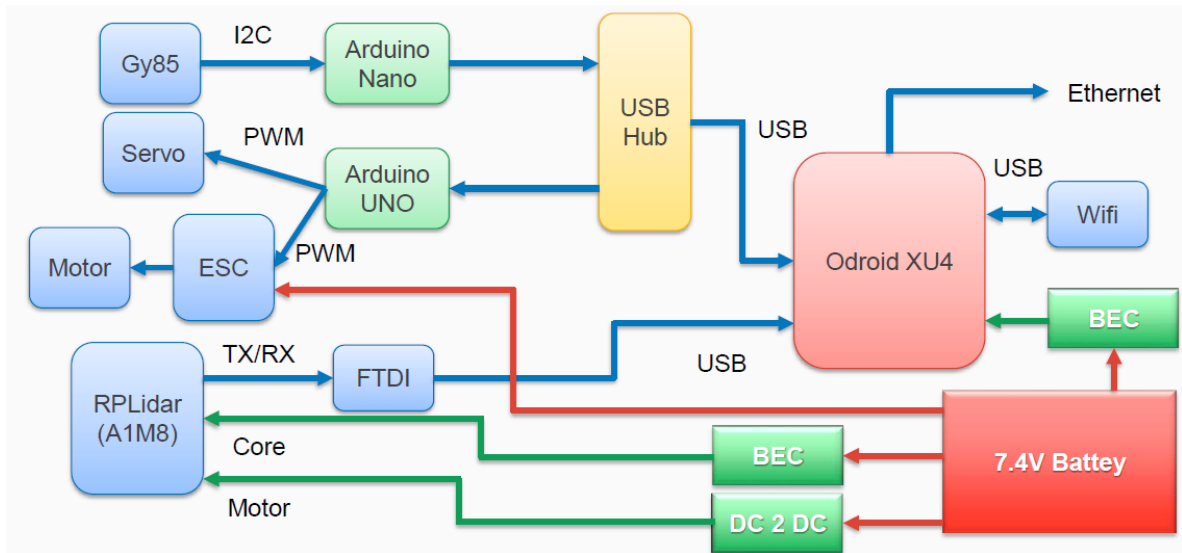 Gy85
I2C
Arduino
Nano
USB
Hub
Ethernet
Servo
PWM
Arduino
UNO
USB
USB
Wifi
Motor
ESC
PWM
Odroid XU4
BEC
RPLidar
(A1M8)
TX/RX
FTDI
USB
Core
BEC
7.4V Battey
Motor
DC 2 DC